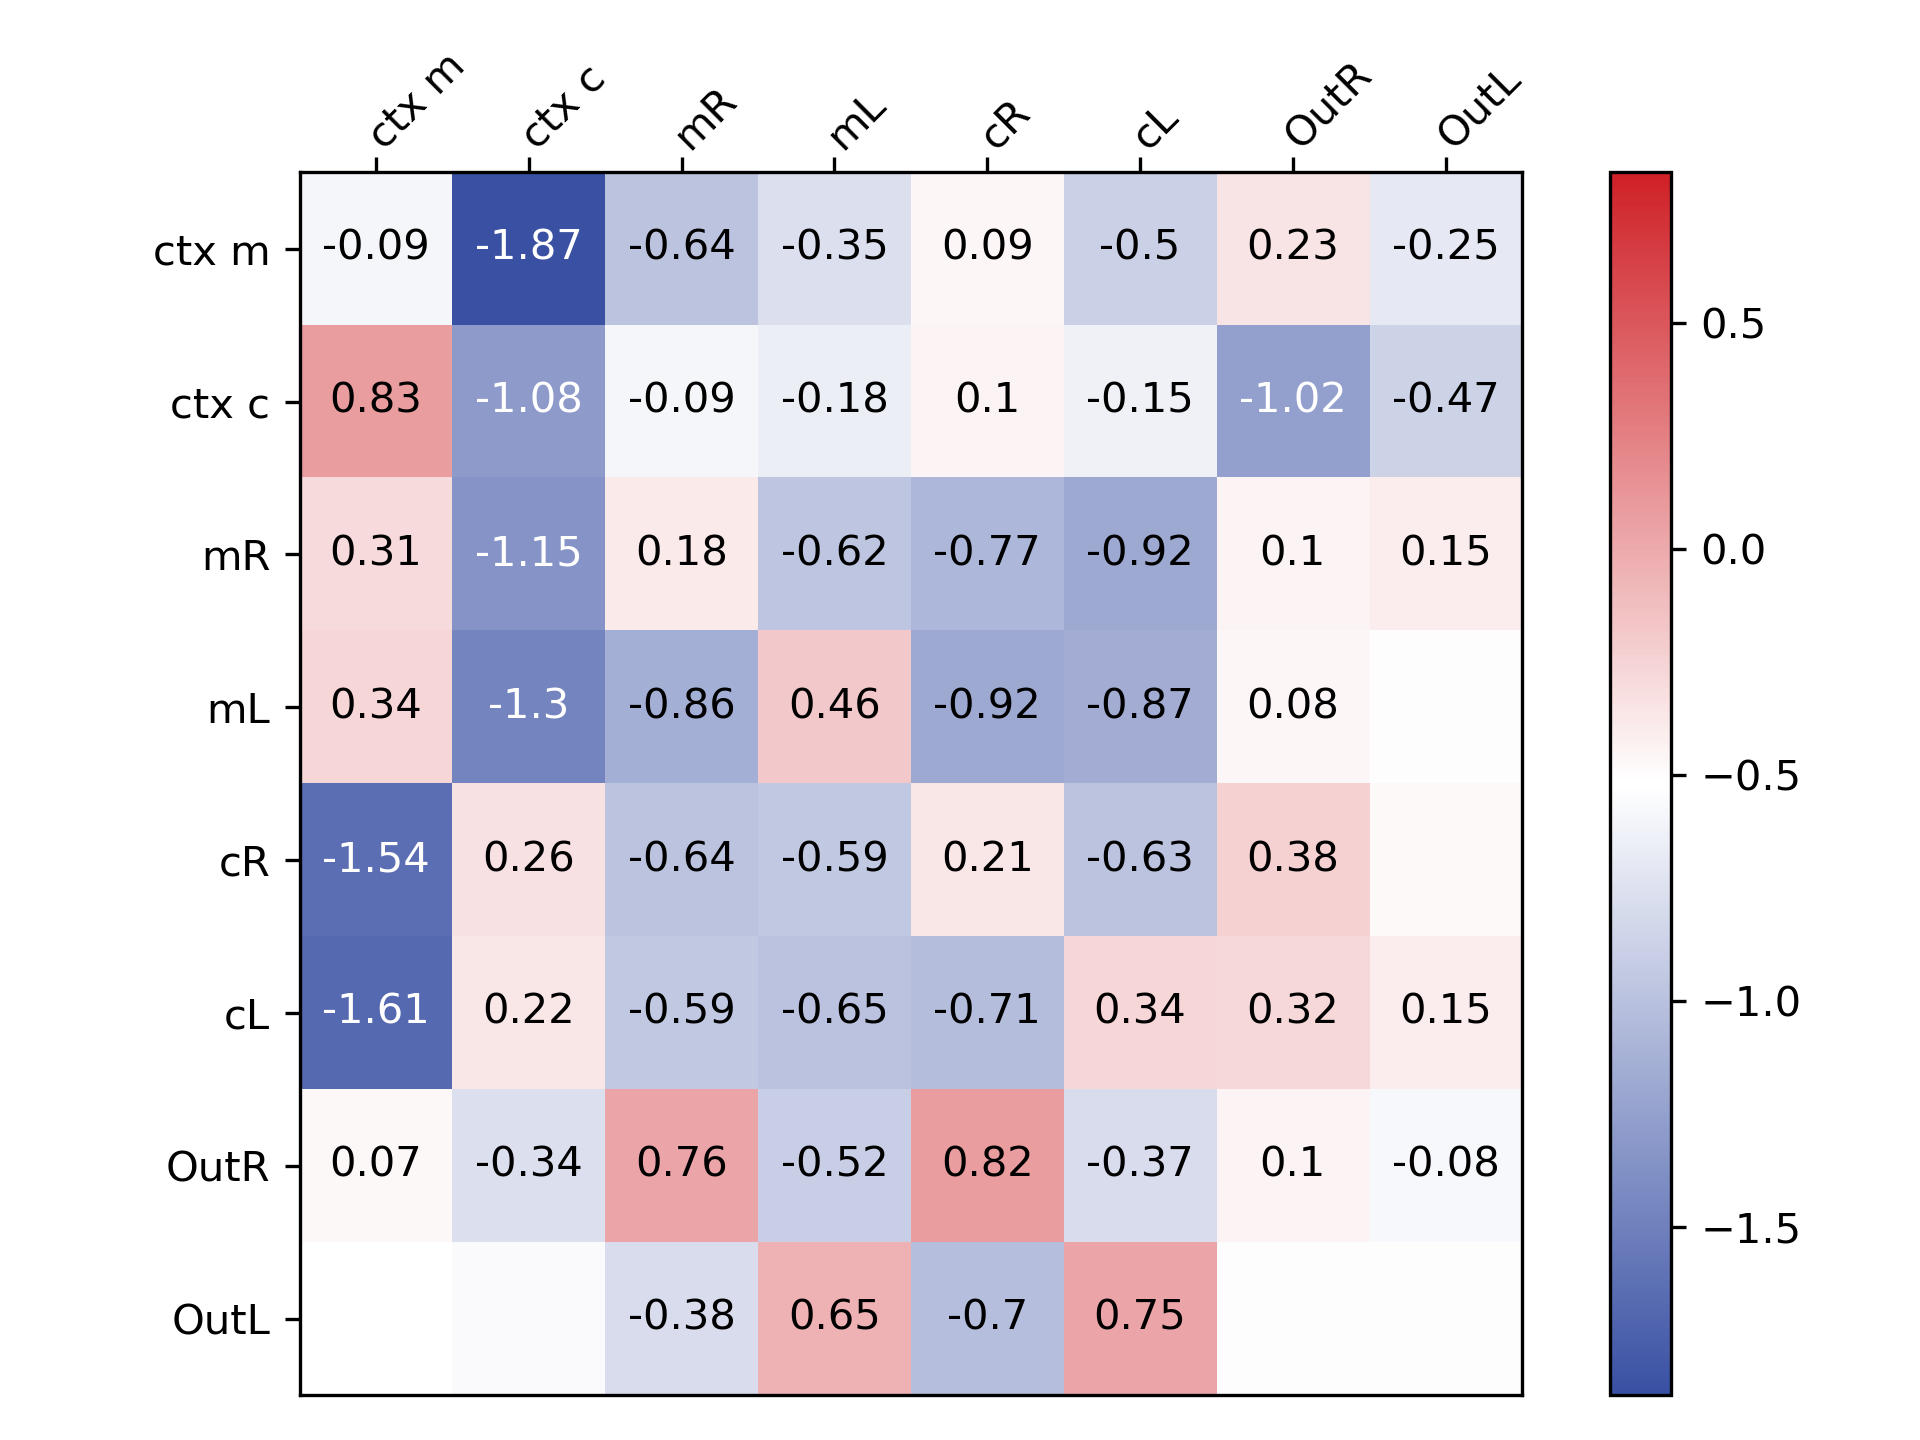 ctx m ctx c mR mL cR cL OutR OutL
ctx m -0.09 -1.87 -0.64 -0.35 0.09 -0.5 0.23 -0.25
ctx c 0.83 -1.08 -0.09 -0.18 0.1 -0.15 -1.02 -0.47
mR 0.31 -1.15 0.18 -0.62 -0.77 -0.92 0.1 0.15
mL 0.34 -1.3 -0.86 0.46 -0.92 -0.87 0.08
cR -1.54 0.26 -0.64 -0.59 0.21 -0.63 0.38
cL -1.61 0.22 -0.59 -0.65 -0.71 0.34 0.32 0.15
OutR 0.07 -0.34 0.76 -0.52 0.82 -0.37 0.1 -0.08
OutL -0.38 0.65 -0.7 0.75
0.5
0.0
−0.5
−1.0
−1.5